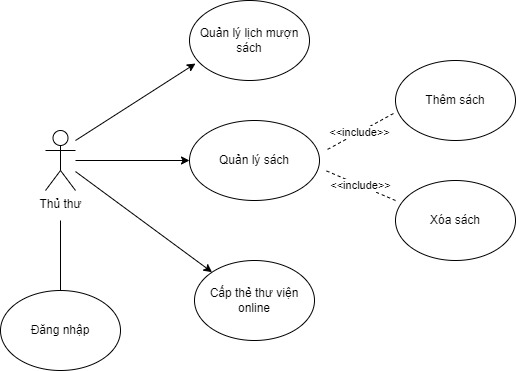 Quản lý lịch mượn
sách
Thêm sách
<<include>>
Quản lý sách
<<include>>
Thủ thư
Xóa sách
Cấp thẻ thư viện
online
Đăng nhập